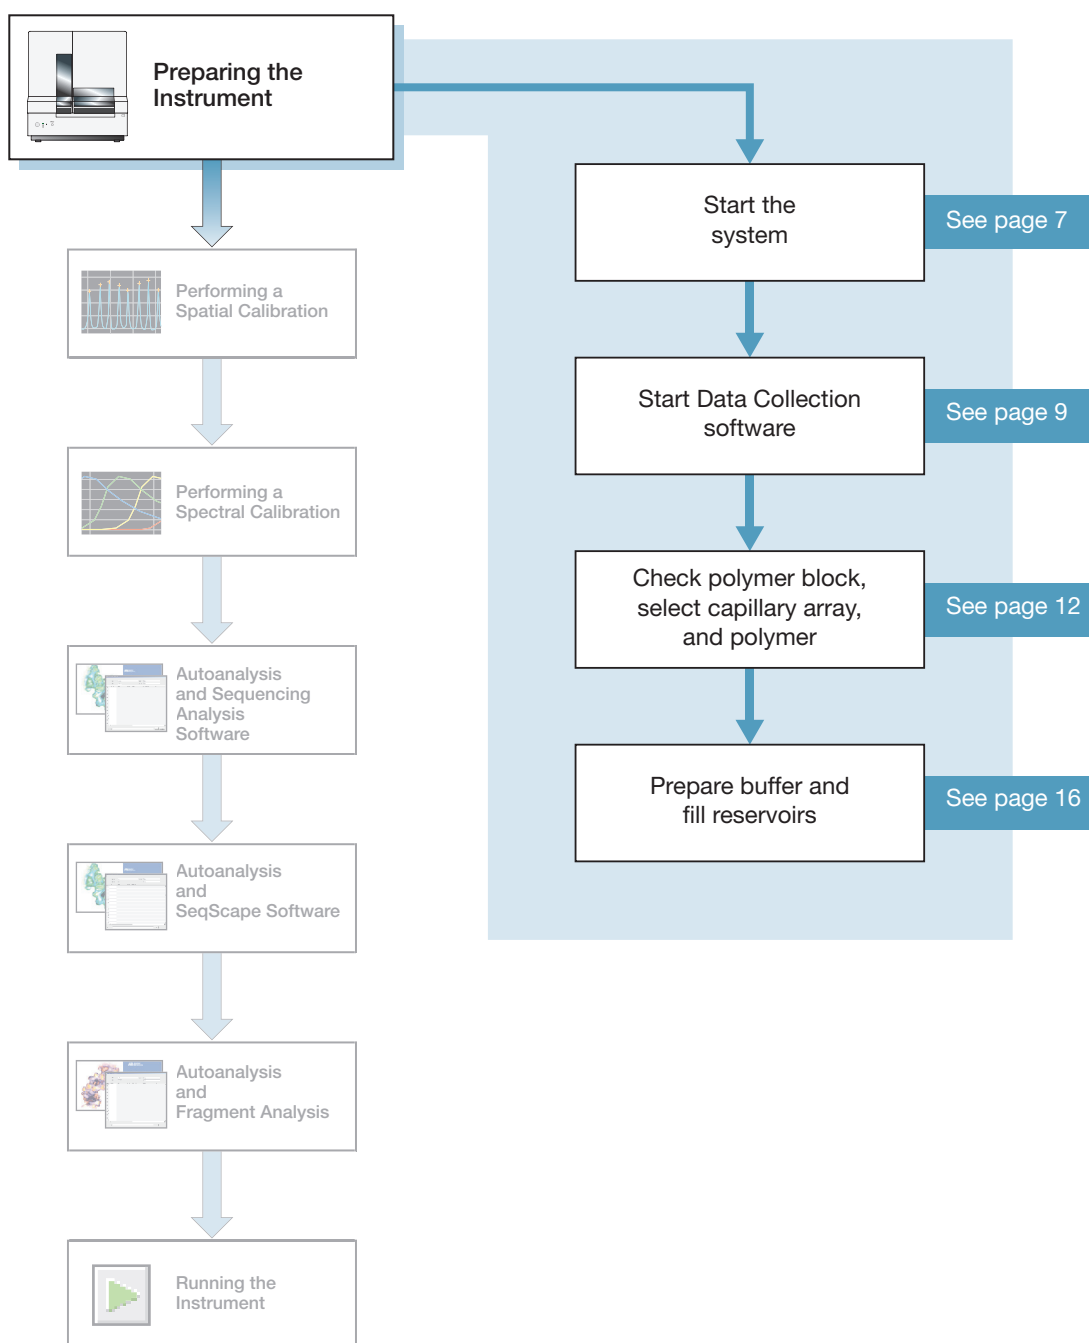 Preparing the
Instrument
Start the
system
See page 7
Performing a
Spatial Calibration
Start Data Collection
software
See page 9
Performing a
Spectral Calibration
Check polymer block,
select capillary array,
and polymer
See page 12
Autoanalysis
and Sequencing
Analysis
Software
Prepare buffer and
fill reservoirs
See page 16
Autoanalysis
and
SeqScape Software
Autoanalysis
and
Fragment Analysis
Running the
Instrument